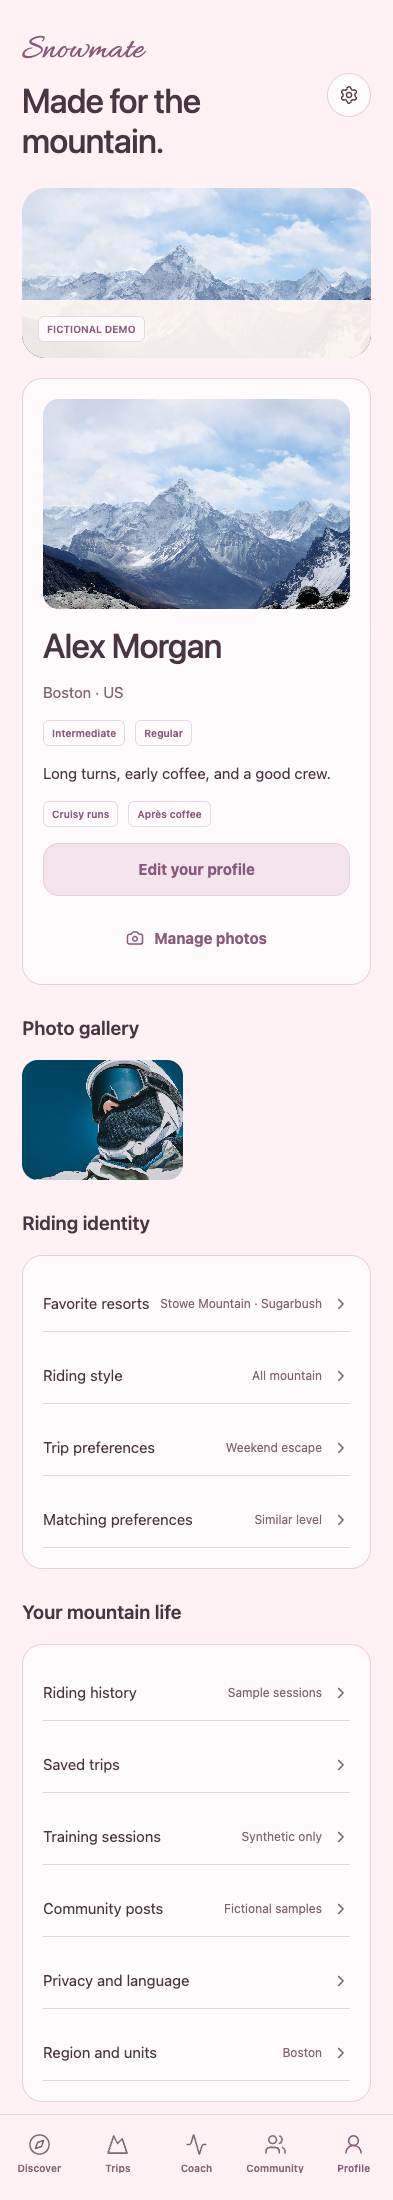 Snowmate
Made for the
mountain.
FICTIONAL DEMO
Alex Morgan
Boston · US
Intermediate Regular
Long turns, early coffee, and a good crew.
Cruisy runs Après coffee
Edit your profile
Manage photos
Photo gallery
Riding identity
Favorite resorts Stowe Mountain · Sugarbush
Riding style All mountain
Trip preferences Weekend escape
Matching preferences Similar level
Your mountain life
Riding history Sample sessions
Saved trips
Training sessions Synthetic only
Community posts Fictional samples
Privacy and language
Region and units Boston
Discover Trips Coach Community Profile